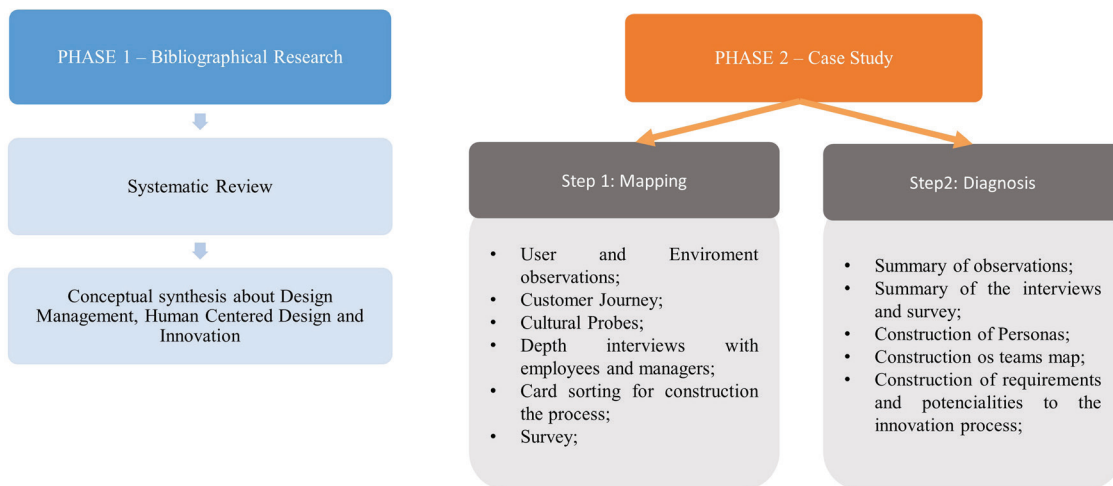 PHASE 1 – Bibliographical Research
Systematic Review
Conceptual synthesis about Design
Management, Human Centered Design and
Innovation
PHASE 2 – Case Study
Step 1: Mapping
• User and Enviroment
observations;
• Customer Journey;
• Cultural Probes;
• Depth interviews with
employees and managers;
• Card sorting for construction
the process;
• Survey;
Step2: Diagnosis
• Summary of observations;
• Summary of the interviews
and survey;
• Construction of Personas;
• Construction os teams map;
• Construction of requirements
and potencialities to the
innovation process;